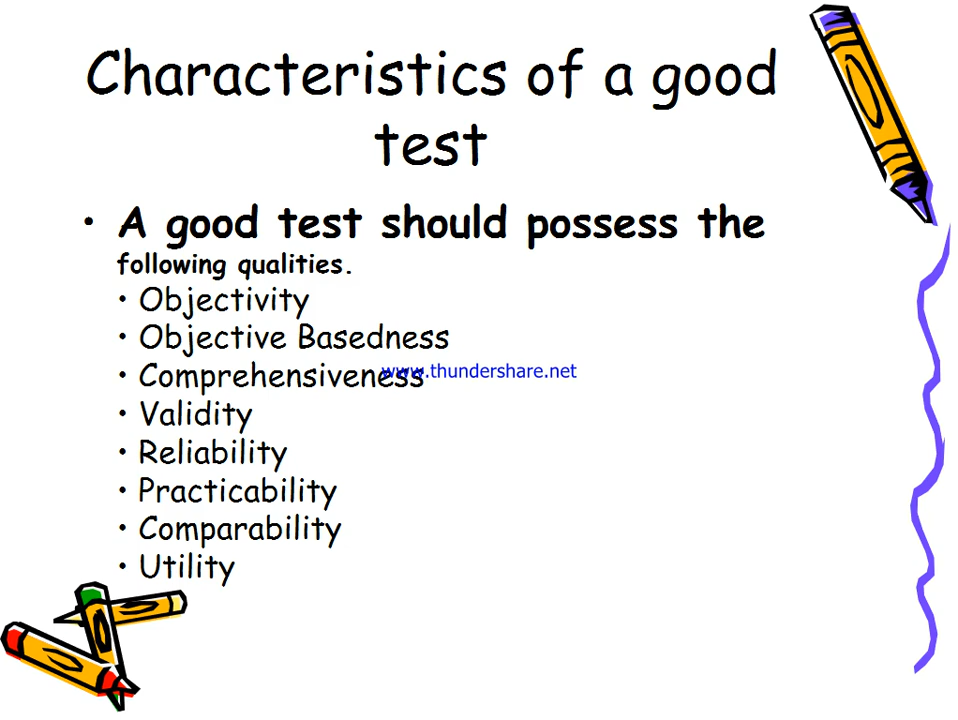 Characteristics of a good
test
• A good test should possess the
following qualities.
• Objectivity
• Objective Basedness
• Comprehensiveness
www.thundershare.net
• Validity
• Reliability
• Practicability
• Comparability
• Utility